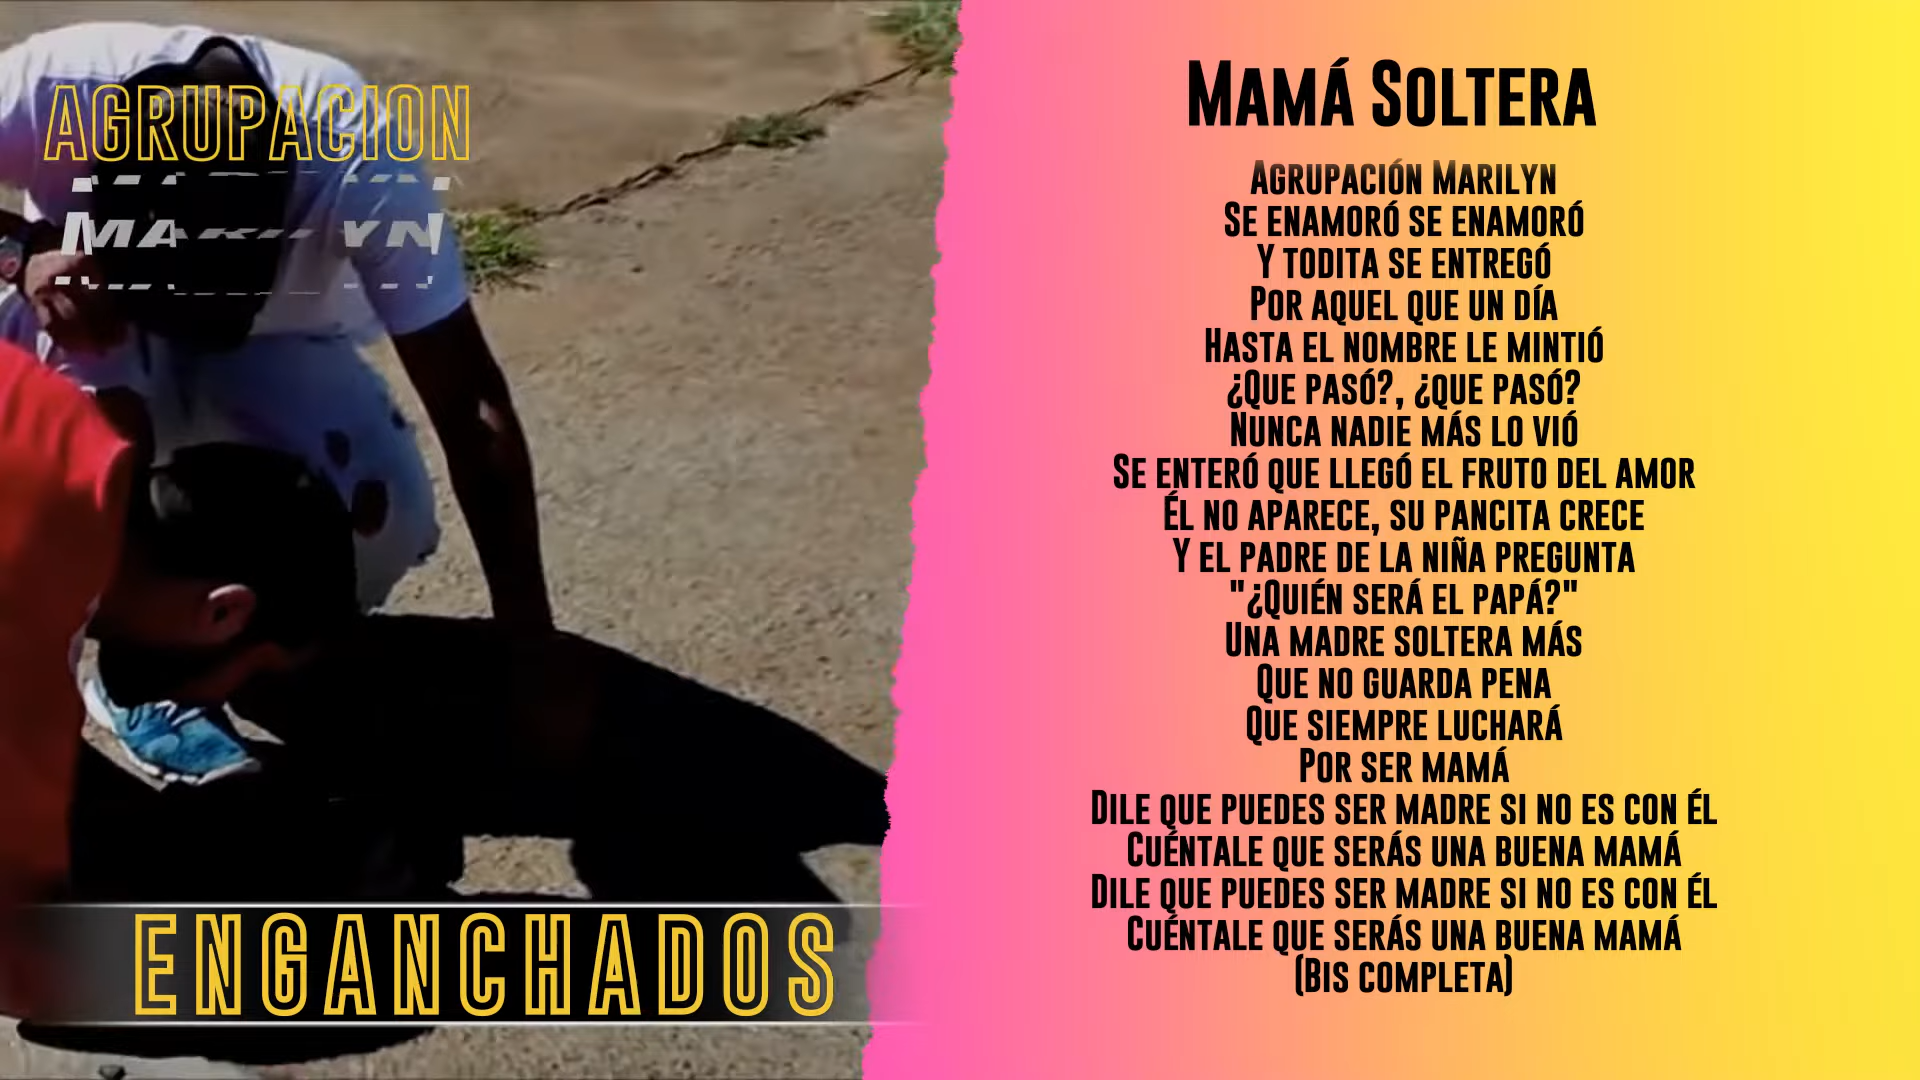 AGRUPACION
MARILYN
ENGANCHADOS
MAMÁ SOLTERA
AGRUPACIÓN MARILYN
SE ENAMORÓ SE ENAMORÓ
Y TODITA SE ENTREGÓ
POR AQUEL QUE UN DÍA
HASTA EL NOMBRE LE MINTIÓ
¿QUE PASÓ?, ¿QUE PASÓ?
NUNCA NADIE MÁS LO VIÓ
SE ENTERÓ QUE LLEGÓ EL FRUTO DEL AMOR
ÉL NO APARECE, SU PANCITA CRECE
Y EL PADRE DE LA NIÑA PREGUNTA
"¿QUIÉN SERÁ EL PAPÁ?"
UNA MADRE SOLTERA MÁS
QUE NO GUARDA PENA
QUE SIEMPRE LUCHARÁ
POR SER MAMÁ
DILE QUE PUEDES SER MADRE SI NO ES CON ÉL
CUÉNTALE QUE SERÁS UNA BUENA MAMÁ
DILE QUE PUEDES SER MADRE SI NO ES CON ÉL
CUÉNTALE QUE SERÁS UNA BUENA MAMÁ
(BIS COMPLETA)